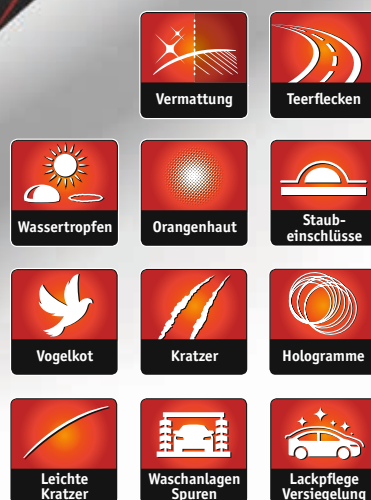 Vermattung
Teerflecken
Wassertropfen
Orangenhaut
Staub-
einschlüsse
Vogelkot
Kratzer
Hologramme
Leichte
Kratzer
Waschanlagen
Spuren
Lackpflege
Versiegelung